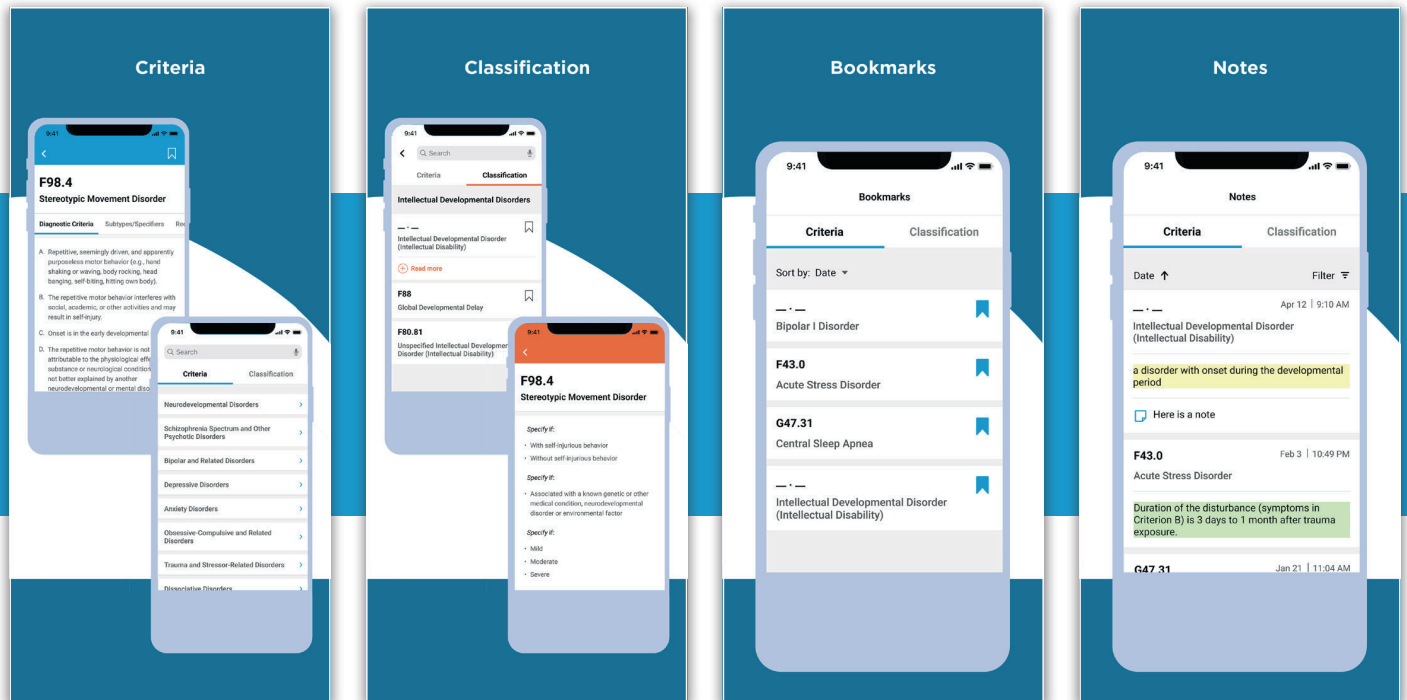 Criteria
9:41
F98.4
Stereotypic Movement Disorder
Diagnostic Criteria Subtypes/Specifiers
A. Repetitive, seemingly driven, and apparently
purposeless motor behavior (e.g., hand
shaking or waving, body rocking, head
banging, self-biting, hitting own body).
B. The repetitive motor behavior interferes with
social, academic, or other activities and may
result in self-injury.
C. Onset is in the early developmental
D. The repetitive motor behavior is not
attributable to the physiological
substance or neurological condition
not better explained by another
neurodevelopmental or mental
9:41
Search
Criteria Classification
Neurodevelopmental Disorders
Schizophrenia Spectrum and Other
Psychotic Disorders
Bipolar and Related Disorders
Depressive Disorders
Anxiety Disorders
Obsessive-Compulsive and Related
Disorders
Trauma and Stressor-Related Disorders
Dissociative Disorders
Classification
9:41
Search
Criteria Classification
Intellectual Developmental Disorders
—.—
Intellectual Developmental Disorder
(Intellectual Disability)
Read more
F88
Global Developmental Delay
F80.81
Unspecified Intellectual
Disorder (Intellectual Disability)
9:41
F98.4
Stereotypic Movement Disorder
Specify if:
• With self-injurious behavior
• Without self-injurious behavior
Specify if:
• Associated with a known genetic or other
medical condition, neurodevelopmental
disorder or environmental factor
Specify if:
• Mild
• Moderate
• Severe
Bookmarks
9:41
Bookmarks
Criteria Classification
Sort by: Date
—.—
Bipolar I Disorder
F43.0
Acute Stress Disorder
G47.31
Central Sleep Apnea
—.—
Intellectual Developmental Disorder
(Intellectual Disability)
Notes
9:41
Notes
Criteria Classification
Date ↑ Filter
—.— Apr 12 | 9:10 AM
Intellectual Developmental Disorder
(Intellectual Disability)
a disorder with onset during the developmental
period
Here is a note
F43.0 Feb 3 | 10:49 PM
Acute Stress Disorder
Duration of the disturbance (symptoms in
Criterion B) is 3 days to 1 month after trauma
exposure.
G47.31 Jan 21 | 11:04 AM